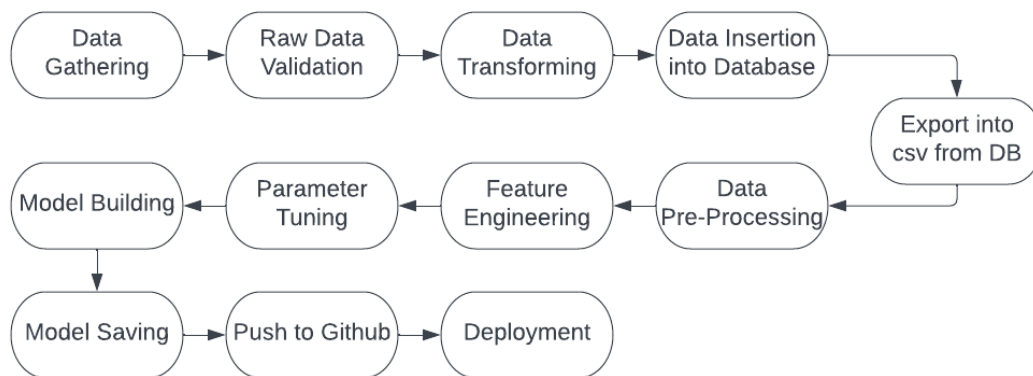 Data
Gathering
Raw Data
Validation
Data
Transforming
Data Insertion
into Database
Export into
csv from DB
Data
Pre-Processing
Feature
Engineering
Parameter
Tuning
Model Building
Model Saving
Push to Github
Deployment